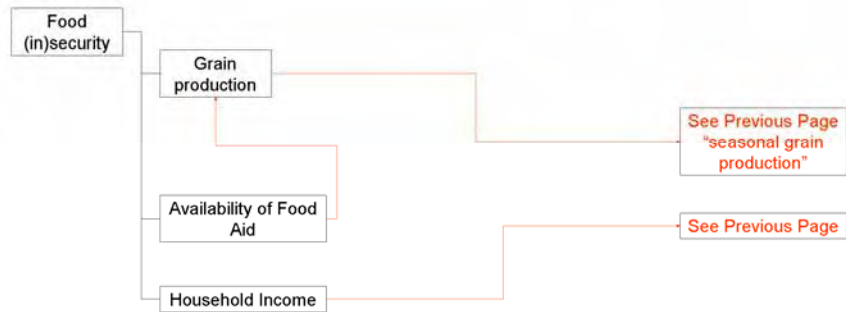 Food
(in)security
Grain
production
See Previous Page
“seasonal grain
production”
Availability of Food
Aid
See Previous Page
Household Income